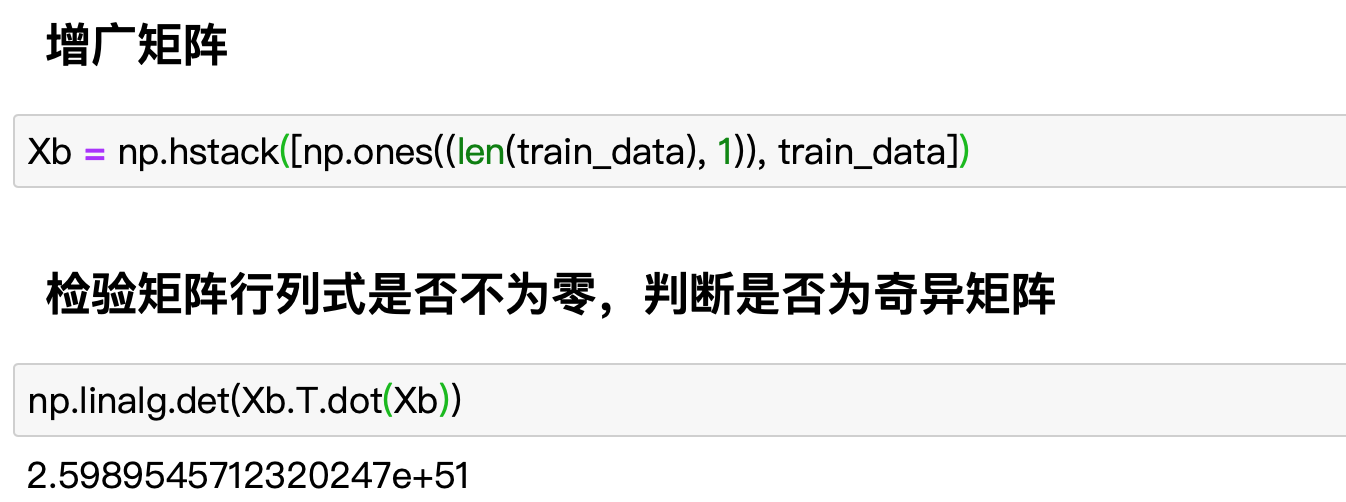 增广矩阵
Xb = np.hstack([np.ones((len(train_data), 1)), train_data])
检验矩阵行列式是否不为零，判断是否为奇异矩阵
np.linalg.det(Xb.T.dot(Xb))
2.5989545712320247e+51